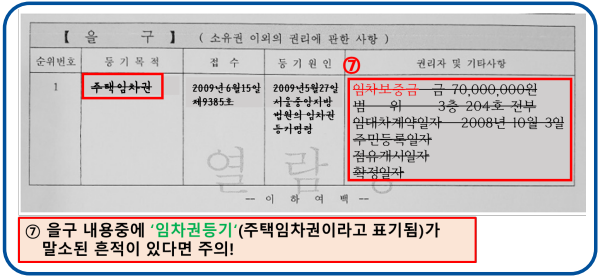 【 을 구 】 ( 소유권 이외의 권리에 관한 사항 )
순위번호 등 기 목 적 접 수 등 기 원 인 권리자 및 기타사항
⑦
1 주택임차권 2009년6월15일 2009년5월27일 임차보증금 금 70,000,000원
제9385호 서울중앙지방 범 위 3층 204호 전부
법원의 임차권 임대차계약일자 2008년 10월 3일
등기명령 주민등록일자
점유개시일자
확정일자
열 람 용
-- 이 하 여 백 --
⑦ 을구 내용중에 '임차권등기'(주택임차권이라고 표기됨)가
말소된 흔적이 있다면 주의!